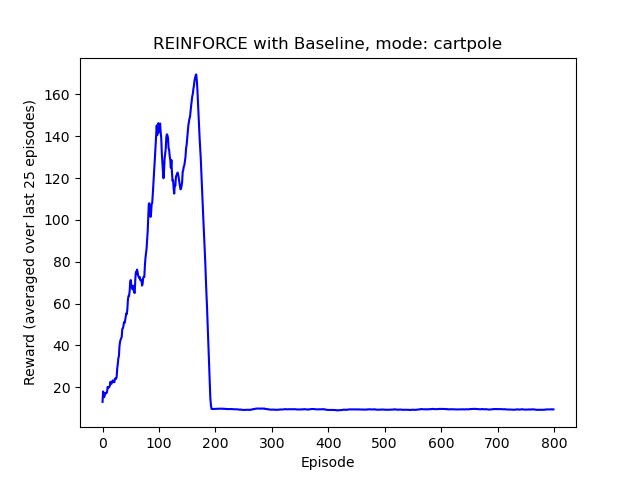 REINFORCE with Baseline, mode: cartpole
Reward (averaged over last 25 episodes)
160
140
120
100
80
60
40
20
0 100 200 300 400 500 600 700 800
Episode